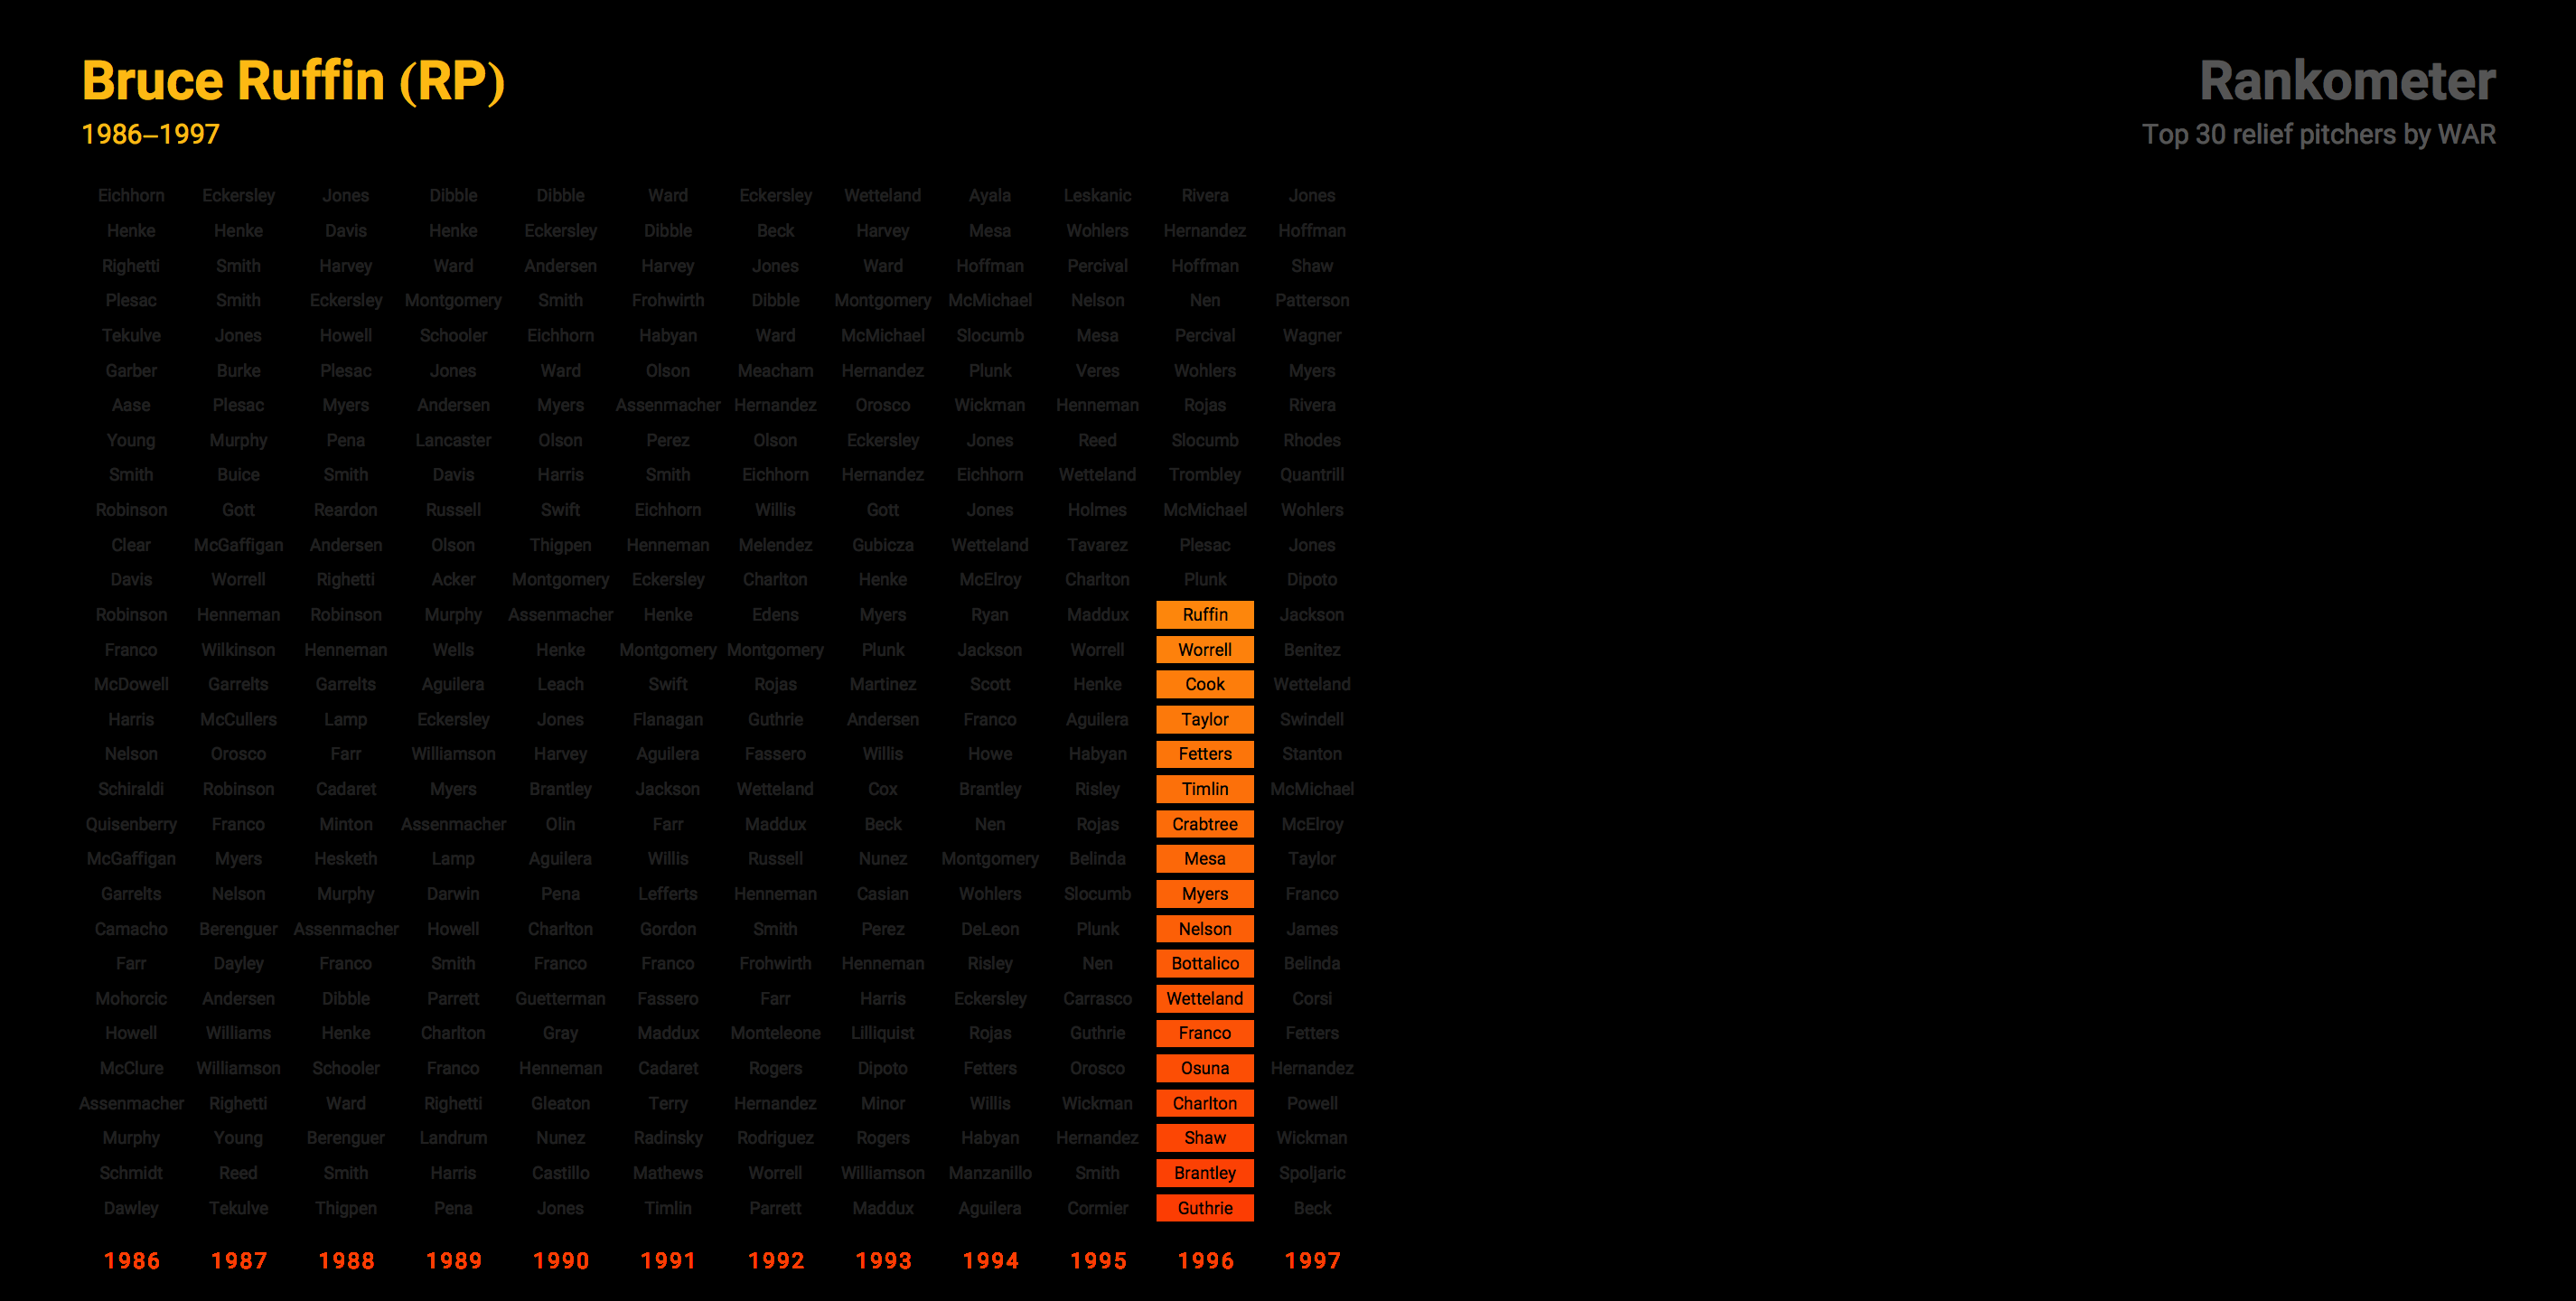 Bruce Ruffin (RP)
1986–1997
Rankometer
Top 30 relief pitchers by WAR
Eichhorn Eckersley Jones Dibble Dibble Ward Eckersley Wetteland Ayala Leskanic Rivera Jones
Henke Henke Davis Henke Eckersley Dibble Beck Harvey Mesa Wohlers Hernandez Hoffman
Righetti Smith Harvey Ward Andersen Harvey Jones Ward Hoffman Percival Hoffman Shaw
Plesac Smith Eckersley Montgomery Smith Frohwirth Dibble Montgomery McMichael Nelson Nen Patterson
Tekulve Jones Howell Schooler Eichhorn Habyan Ward McMichael Slocumb Mesa Percival Wagner
Garber Burke Plesac Jones Ward Olson Meacham Hernandez Plunk Veres Wohlers Myers
Aase Plesac Myers Andersen Myers Assenmacher Hernandez Orosco Wickman Henneman Rojas Rivera
Young Murphy Pena Lancaster Olson Perez Olson Eckersley Jones Reed Slocumb Rhodes
Smith Buice Smith Davis Harris Smith Eichhorn Hernandez Eichhorn Wetteland Trombley Quantrill
Robinson Gott Reardon Russell Swift Eichhorn Willis Gott Jones Holmes McMichael Wohlers
Clear McGaffigan Andersen Olson Thigpen Henneman Melendez Gubicza Wetteland Tavarez Plesac Jones
Davis Worrell Righetti Acker Montgomery Eckersley Charlton Henke McElroy Charlton Plunk Dipoto
Robinson Henneman Robinson Murphy Assenmacher Henke Edens Myers Ryan Maddux Ruffin Jackson
Franco Wilkinson Henneman Wells Henke Montgomery Montgomery Plunk Jackson Worrell Worrell Benitez
McDowell Garrelts Garrelts Aguilera Leach Swift Rojas Martinez Scott Henke Cook Wetteland
Harris McCullers Lamp Eckersley Jones Flanagan Guthrie Andersen Franco Aguilera Taylor Swindell
Nelson Orosco Farr Williamson Harvey Aguilera Fassero Willis Howe Habyan Fetters Stanton
Schiraldi Robinson Cadaret Myers Brantley Jackson Wetteland Cox Brantley Risley Timlin McMichael
Quisenberry Franco Minton Assenmacher Olin Farr Maddux Beck Nen Rojas Crabtree McElroy
McGaffigan Myers Hesketh Lamp Aguilera Willis Russell Nunez Montgomery Belinda Mesa Taylor
Garrelts Nelson Murphy Darwin Pena Lefferts Henneman Casian Wohlers Slocumb Myers Franco
Camacho Berenguer Assenmacher Howell Charlton Gordon Smith Perez DeLeon Plunk Nelson James
Farr Dayley Franco Smith Franco Franco Frohwirth Henneman Risley Nen Bottalico Belinda
Mohorcic Andersen Dibble Parrett Guetterman Fassero Farr Harris Eckersley Carrasco Wetteland Corsi
Howell Williams Henke Charlton Gray Maddux Monteleone Lilliquist Rojas Guthrie Franco Fetters
McClure Williamson Schooler Franco Henneman Cadaret Rogers Dipoto Fetters Orosco Osuna Hernandez
Assenmacher Righetti Ward Righetti Gleaton Terry Hernandez Minor Willis Wickman Charlton Powell
Murphy Young Berenguer Landrum Nunez Radinsky Rodriguez Rogers Habyan Hernandez Shaw Wickman
Schmidt Reed Smith Harris Castillo Mathews Worrell Williamson Manzanillo Smith Brantley Spoljaric
Dawley Tekulve Thigpen Pena Jones Timlin Parrett Maddux Aguilera Cormier Guthrie Beck
1986 1987 1988 1989 1990 1991 1992 1993 1994 1995 1996 1997